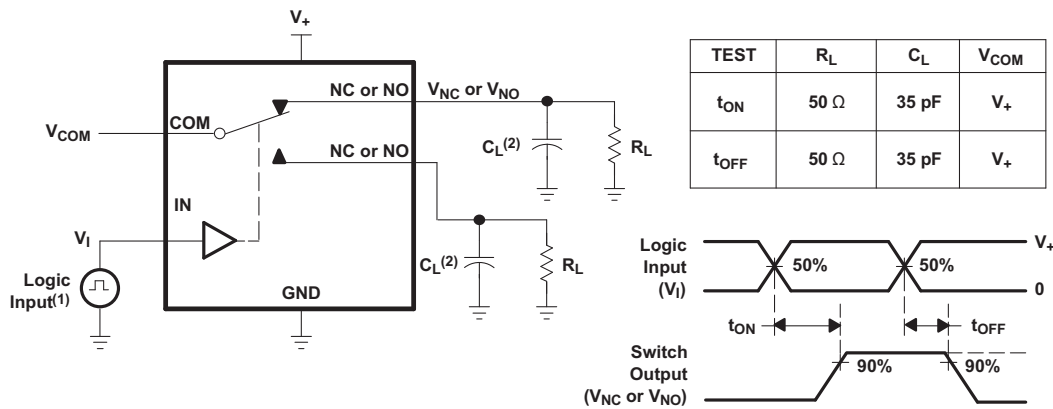 V+
NC or NO
VNC or VNO
COM
VCOM
CL(2)
RL
NC or NO
IN
VI
CL(2)
RL
Logic
Input(1)
GND
TEST RL CL VCOM
tON 50 Ω 35 pF V+
tOFF 50 Ω 35 pF V+
Logic
Input
(VI)
50%
50%
V+
0
tON
tOFF
Switch
Output
(VNC or VNO)
90%
90%